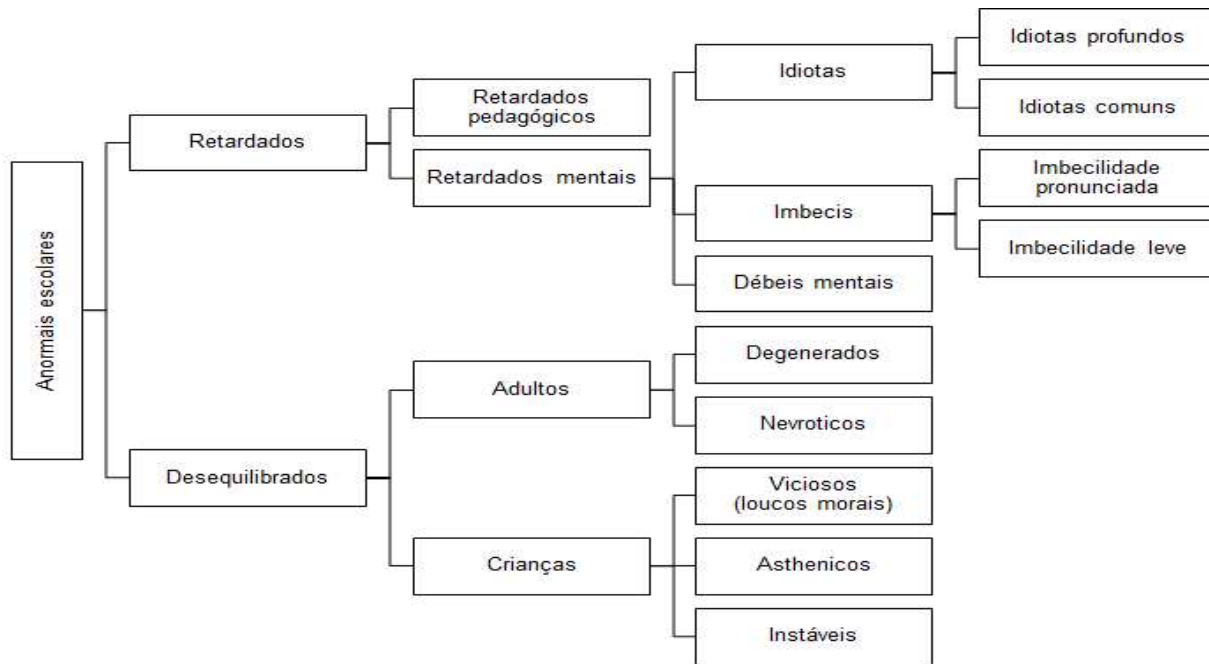 Anormais escolares
Retardados
Retardados
pedagógicos
Retardados mentais
Idiotas
Idiotas profundos
Idiotas comuns
Imbecis
Imbecilidade
pronunciada
Imbecilidade leve
Débeis mentais
Desequilibrados
Adultos
Degenerados
Nevroticos
Crianças
Viciosos
(loucos morais)
Asthenicos
Instáveis